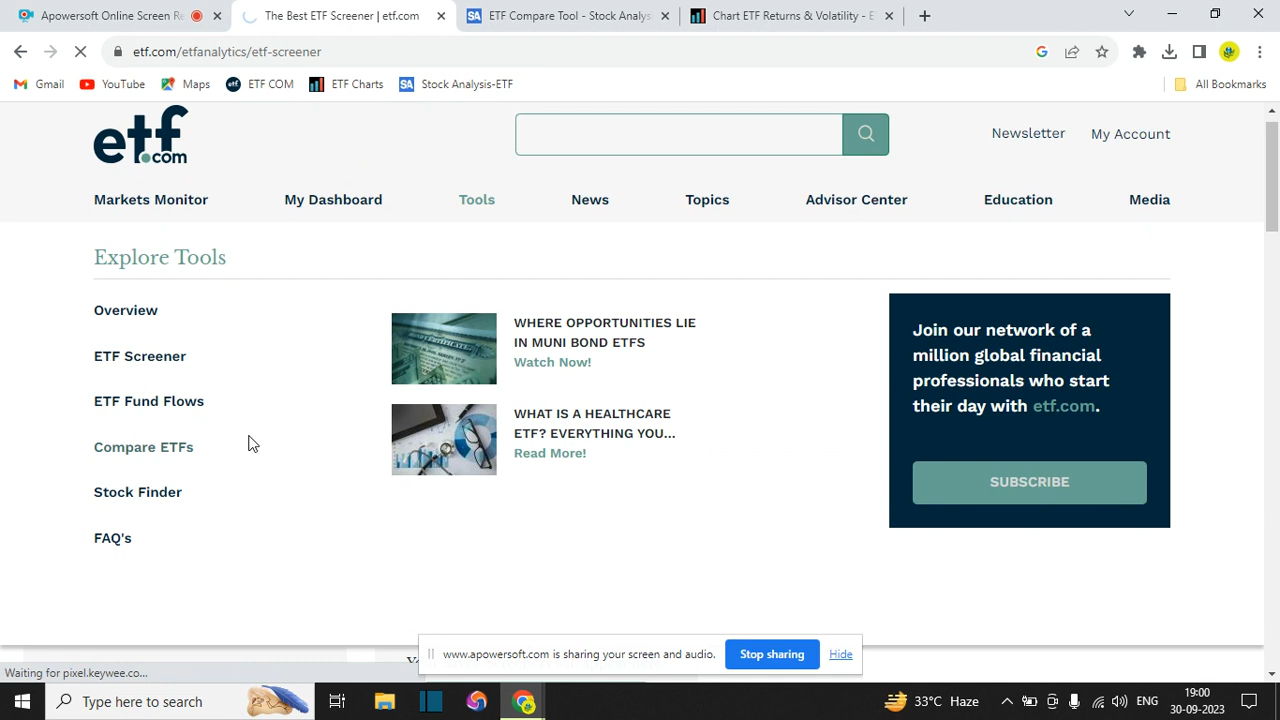 Apowersoft Online Screen Re
The Best ETF Screener | etf.com
ETF Compare Tool - Stock Analys
Chart ETF Returns & Volatility - E
etf.com/etfanalytics/etf-screener
Gmail
YouTube
Maps
ETF COM
ETF Charts
Stock Analysis-ETF
All Bookmarks
etf.com
Newsletter
My Account
Markets Monitor
My Dashboard
Tools
News
Topics
Advisor Center
Education
Media
Explore Tools
Overview
ETF Screener
ETF Fund Flows
Compare ETFs
Stock Finder
FAQ's
WHERE OPPORTUNITIES LIE
IN MUNI BOND ETFS
Watch Now!
WHAT IS A HEALTHCARE
ETF? EVERYTHING YOU...
Read More!
Join our network of a
million global financial
professionals who start
their day with etf.com.
SUBSCRIBE
www.apowersoft.com is sharing your screen and audio.
Stop sharing
Hide
Waiting for pixel.keywee.co...
Type here to search
33°C Haze
ENG
19:00
30-09-2023